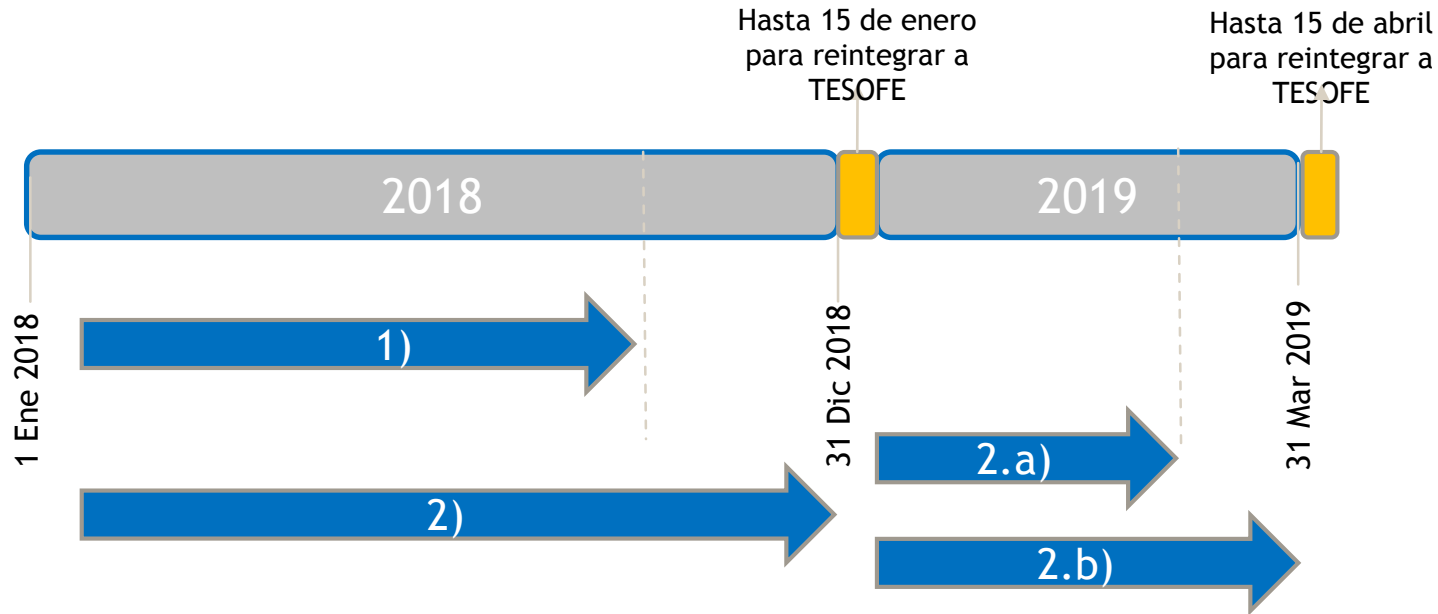 Hasta 15 de enero
para reintegrar a
TESOFE
Hasta 15 de abril
para reintegrar a
TESOFE
2018
2019
1 Ene 2018
31 Dic 2018
31 Mar 2019
1)
2.a)
2)
2.b)